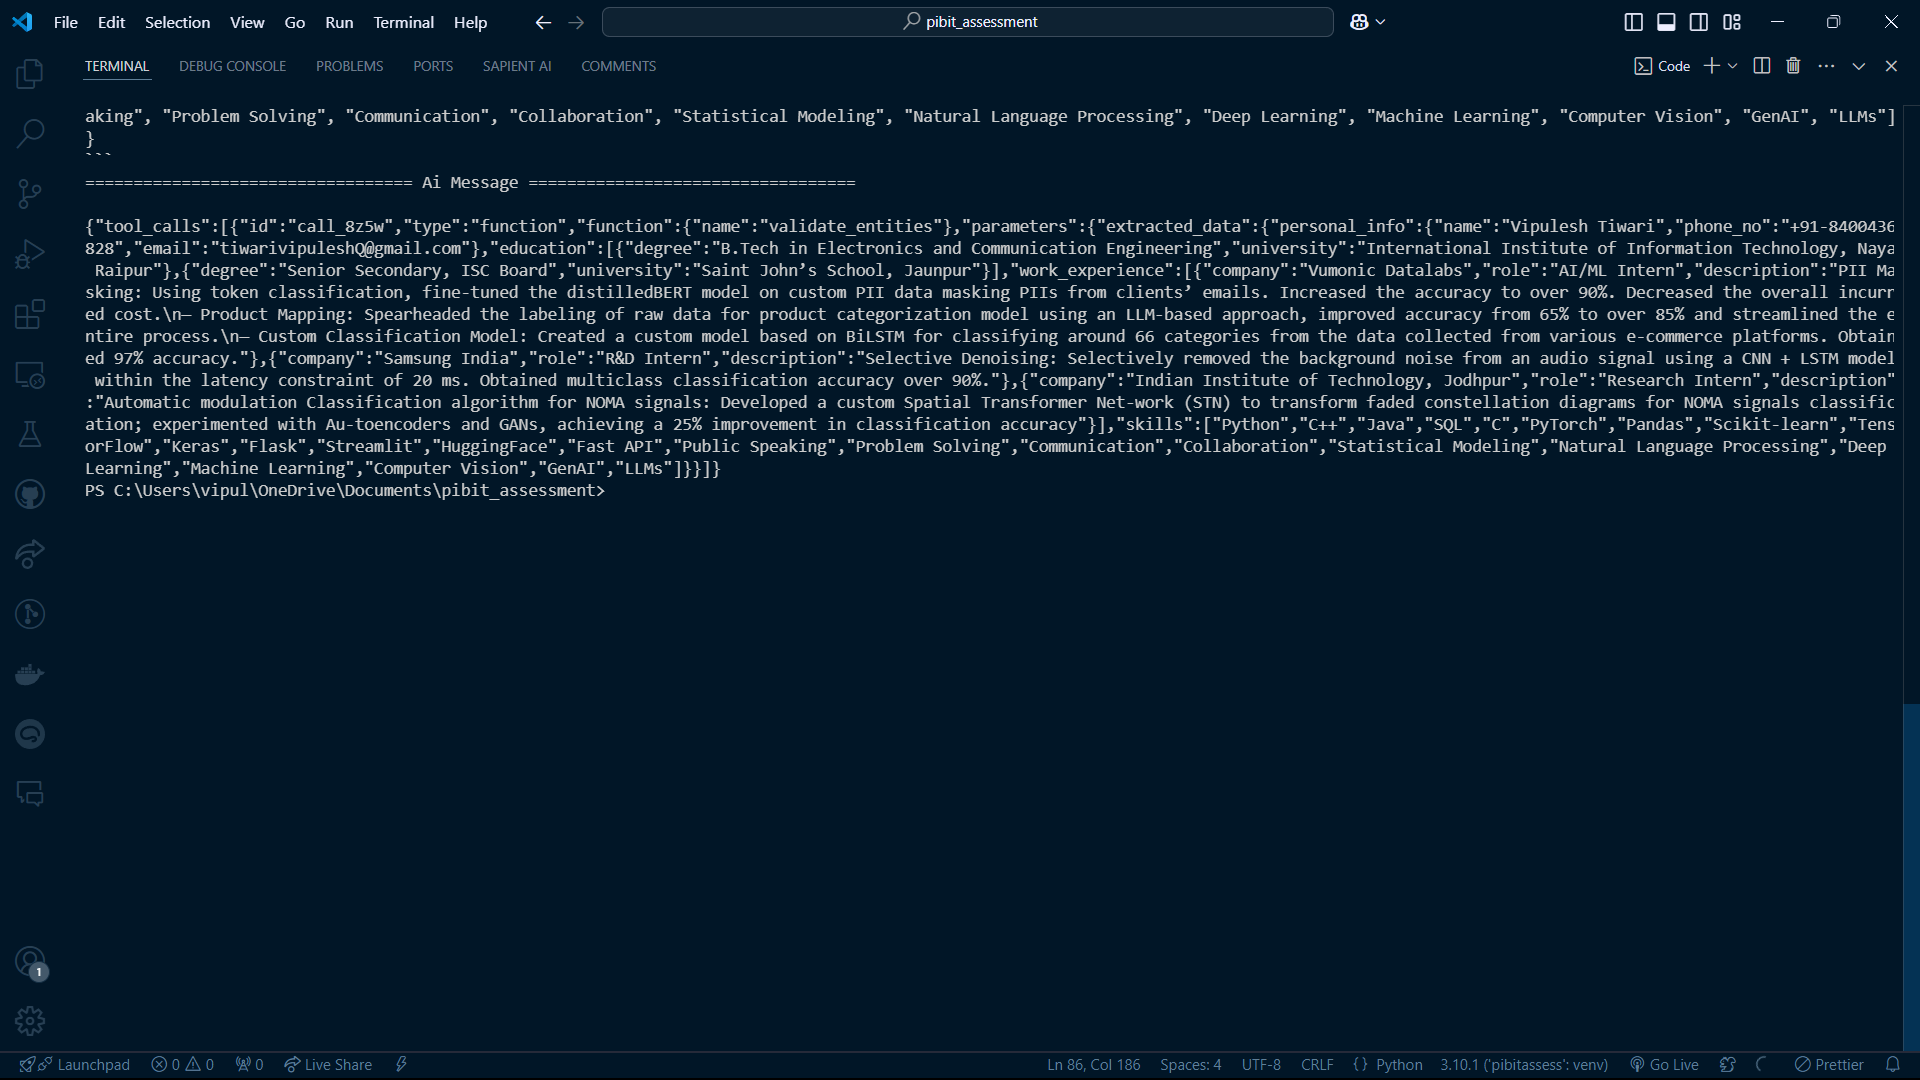 File Edit Selection View Go Run Terminal Help pibit_assessment
TERMINAL DEBUG CONSOLE PROBLEMS PORTS SAPIENT AI COMMENTS Code
aking", "Problem Solving", "Communication", "Collaboration", "Statistical Modeling", "Natural Language Processing", "Deep Learning", "Machine Learning", "Computer Vision", "GenAI", "LLMs"]
}
```
================================== Ai Message ==================================
{"tool_calls":[{"id":"call_8z5w","type":"function","function":{"name":"validate_entities"},"parameters":{"extracted_data":{"personal_info":{"name":"Vipulesh Tiwari","phone_no":"+91-8400436
828","email":"tiwarivipuleshQ@gmail.com"},"education":[{"degree":"B.Tech in Electronics and Communication Engineering","university":"International Institute of Information Technology, Naya
Raipur"},{"degree":"Senior Secondary, ISC Board","university":"Saint John’s School, Jaunpur"}],"work_experience":[{"company":"Vumonic Datalabs","role":"AI/ML Intern","description":"PII Ma
sking: Using token classification, fine-tuned the distilledBERT model on custom PII data masking PIIs from clients’ emails. Increased the accuracy to over 90%. Decreased the overall incurr
ed cost.\n– Product Mapping: Spearheaded the labeling of raw data for product categorization model using an LLM-based approach, improved accuracy from 65% to over 85% and streamlined the e
ntire process.\n– Custom Classification Model: Created a custom model based on BiLSTM for classifying around 66 categories from the data collected from various e-commerce platforms. Obtain
ed 97% accuracy."},{"company":"Samsung India","role":"R&D Intern","description":"Selective Denoising: Selectively removed the background noise from an audio signal using a CNN + LSTM model
within the latency constraint of 20 ms. Obtained multiclass classification accuracy over 90%."},{"company":"Indian Institute of Technology, Jodhpur","role":"Research Intern","description"
:"Automatic modulation Classification algorithm for NOMA signals: Developed a custom Spatial Transformer Net-work (STN) to transform faded constellation diagrams for NOMA signals classific
ation; experimented with Au-toencoders and GANs, achieving a 25% improvement in classification accuracy"}],"skills":["Python","C++","Java","SQL","C","PyTorch","Pandas","Scikit-learn","Tens
orFlow","Keras","Flask","Streamlit","HuggingFace","Fast API","Public Speaking","Problem Solving","Communication","Collaboration","Statistical Modeling","Natural Language Processing","Deep
Learning","Machine Learning","Computer Vision","GenAI","LLMs"]}}]}
PS C:\Users\vipul\OneDrive\Documents\pibit_assessment>
1
Launchpad 0 0 0 Live Share Ln 86, Col 186 Spaces: 4 UTF-8 CRLF {} Python 3.10.1 ('pibitassess': venv) Go Live Prettier